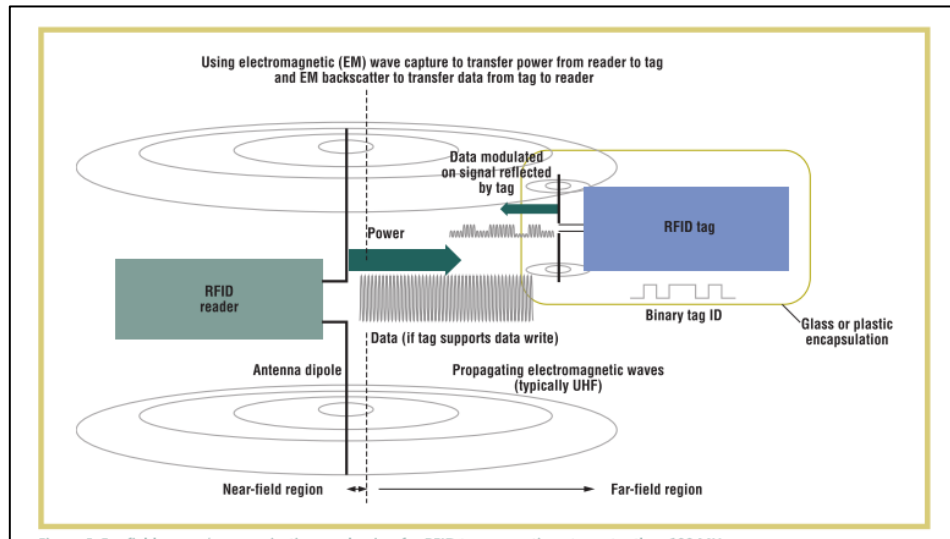 Using electromagnetic (EM) wave capture to transfer power from reader to tag
and EM backscatter to transfer data from tag to reader
Data modulated
on signal reflected
by tag
Power
RFID tag
RFID
reader
Binary tag ID
Glass or plastic
encapsulation
Data (if tag supports data write)
Antenna dipole
Propagating electromagnetic waves
(typically UHF)
Near-field region
Far-field region